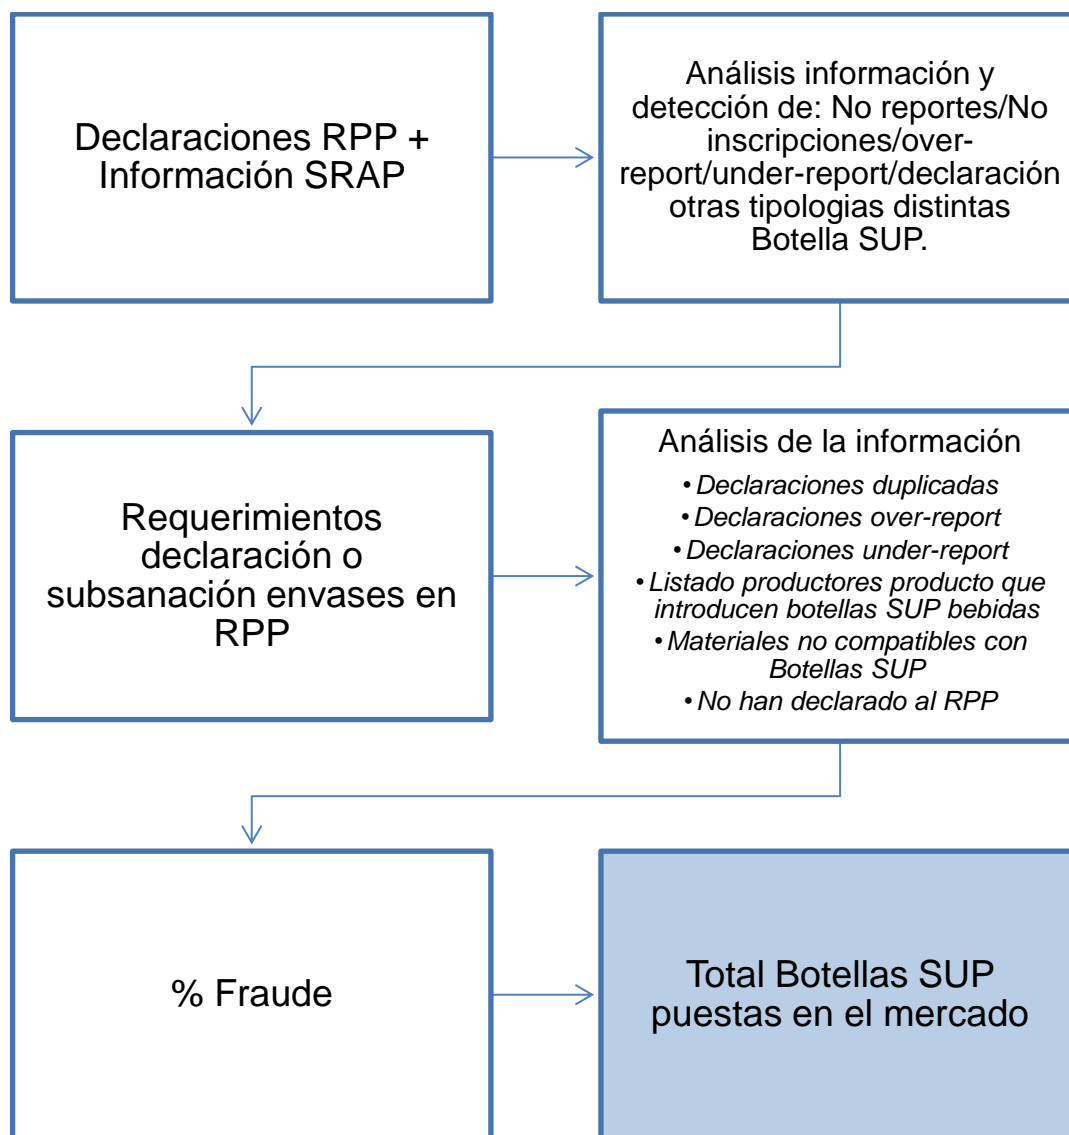 Declaraciones RPP +
Información SRAP
Análisis información y
detección de: No reportes/No
inscripciones/over-
report/under-report/declaración
otras tipologias distintas
Botella SUP.
Requerimientos
declaración o
subsanación envases en
RPP
Análisis de la información
• Declaraciones duplicadas
• Declaraciones over-report
• Declaraciones under-report
• Listado productores producto que
introducen botellas SUP bebidas
• Materiales no compatibles con
Botellas SUP
• No han declarado al RPP
% Fraude
Total Botellas SUP
puestas en el mercado